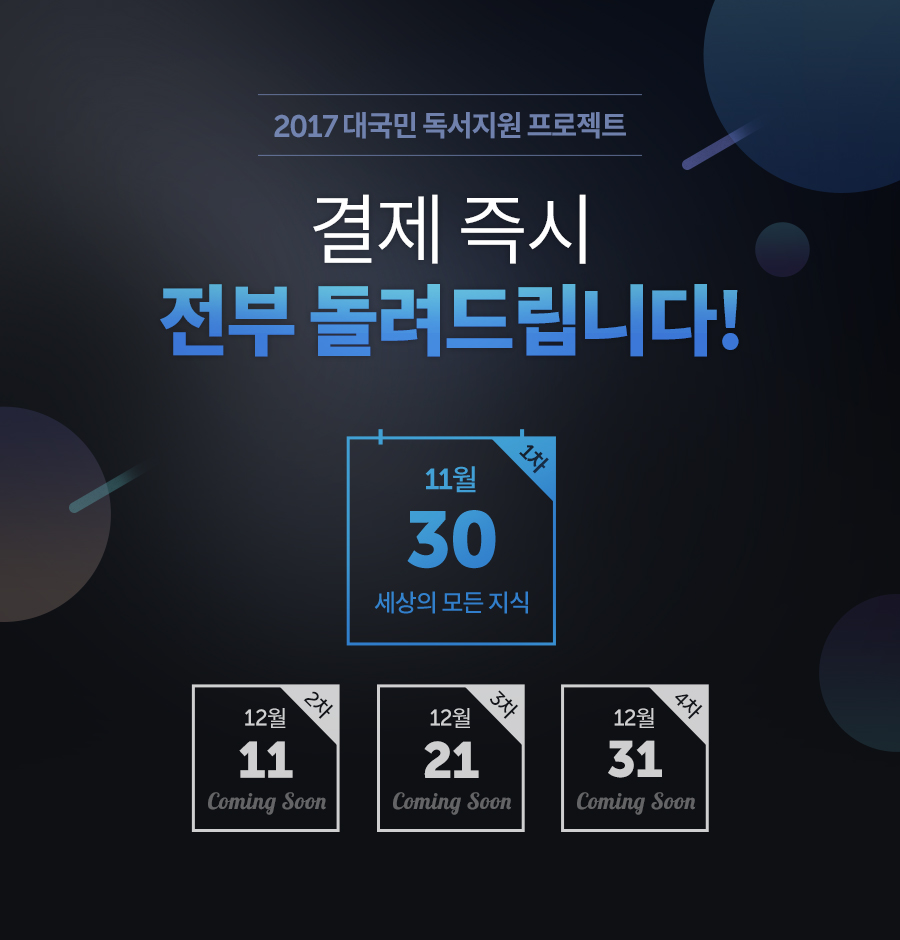 2017 대국민 독서지원 프로젝트
결제 즉시
전부 돌려드립니다!
1차
11월
30
세상의 모든 지식
2차
12월
11
Coming Soon
3차
12월
21
Coming Soon
4차
12월
31
Coming Soon